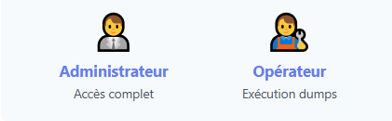 Administrateur
Opérateur
Accès complet
Exécution dumps